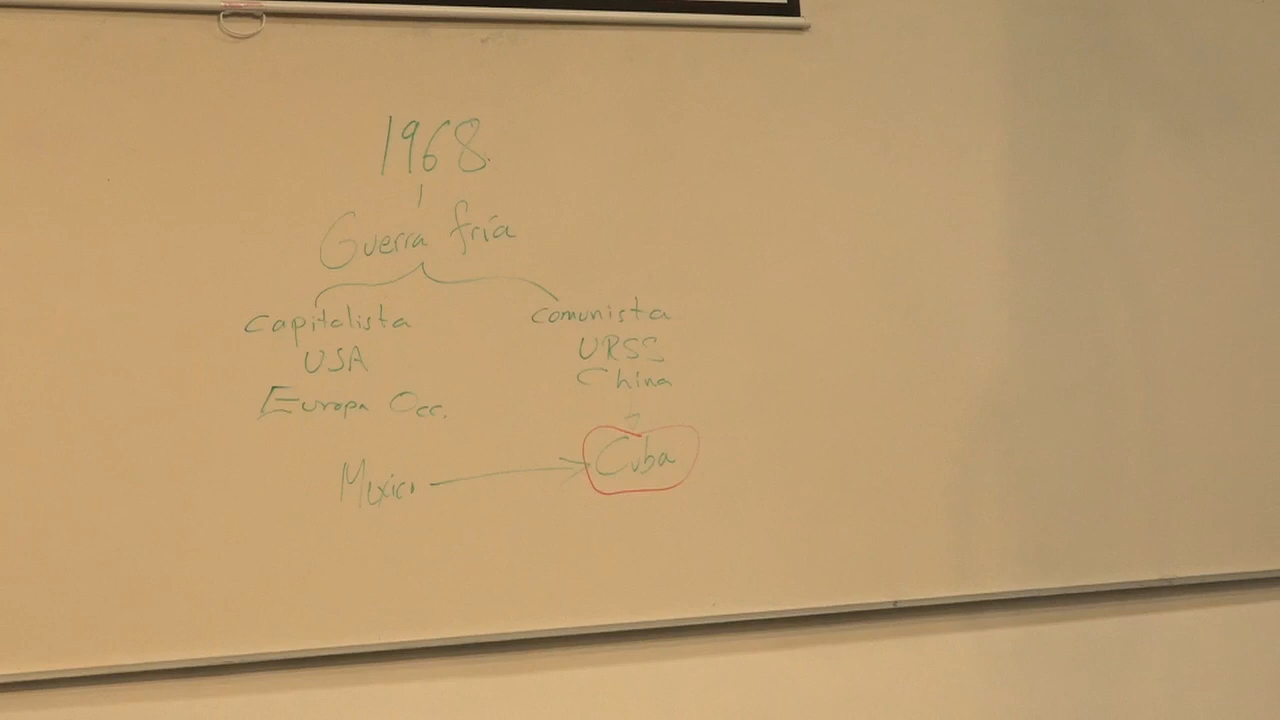 1968.
Guerra fría
Capitalista
USA
Europa Occ.
Comunista
URSS
China
Mexico
Cuba